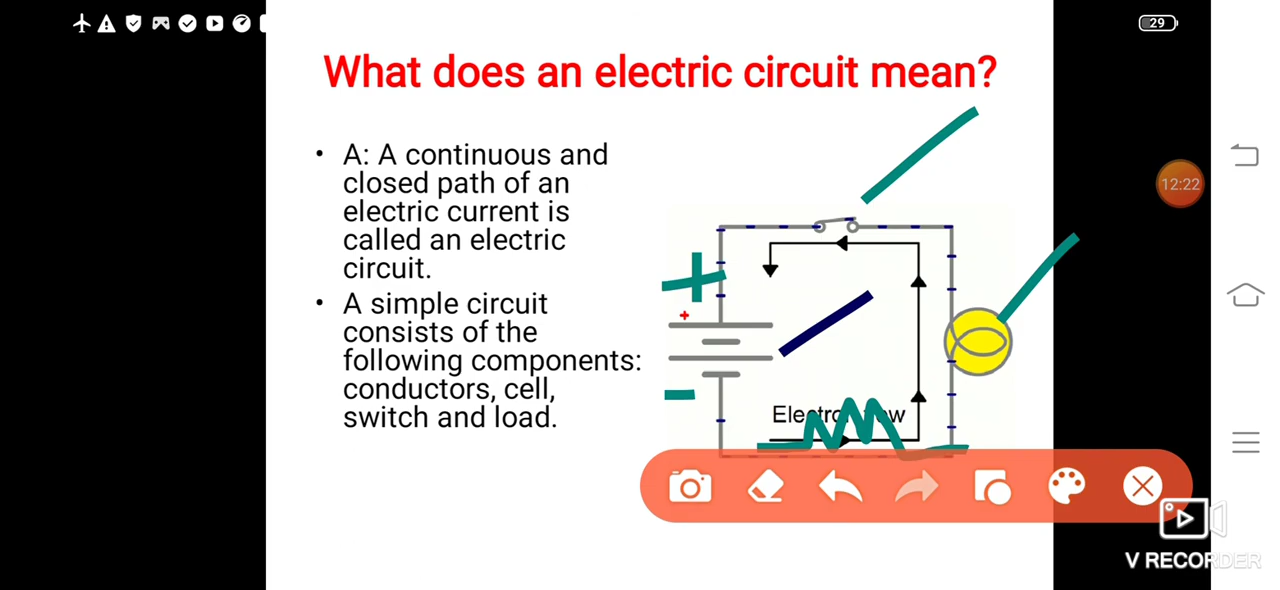 29
What does an electric circuit mean?
• A: A continuous and
closed path of an
electric current is
called an electric
circuit.
• A simple circuit
consists of the
following components:
conductors, cell,
switch and load.
12:22
+
+
-
V RECORDER